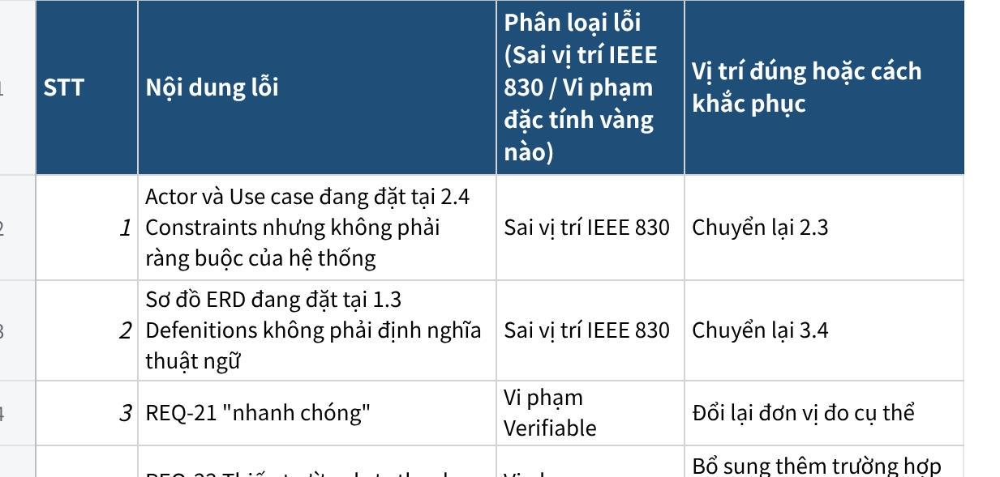 STT
Nội dung lỗi
Phân loại lỗi
(Sai vị trí IEEE
830 / Vi phạm
đặc tính vàng
nào)
Vị trí đúng hoặc cách
khắc phục
1
Actor và Use case đang đặt tại 2.4
Constraints nhưng không phải
ràng buộc của hệ thống
Sai vị trí IEEE 830
Chuyển lại 2.3
2
Sơ đồ ERD đang đặt tại 1.3
Defenitions không phải định nghĩa
thuật ngữ
Sai vị trí IEEE 830
Chuyển lại 3.4
3
REQ-21 "nhanh chóng"
Vi phạm
Verifiable
Đổi lại đơn vị đo cụ thể
Bổ sung thêm trường hợp